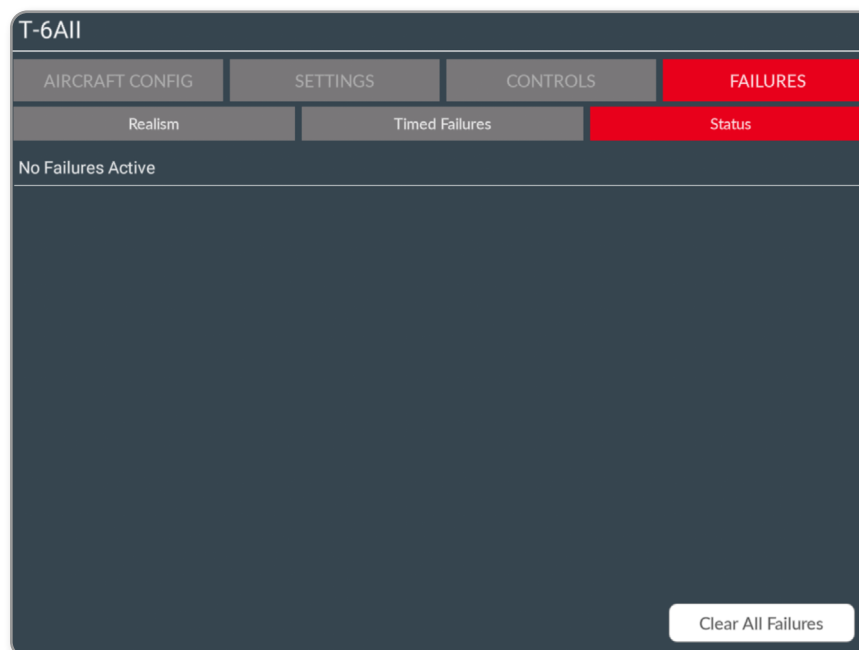 T-6AII
AIRCRAFT CONFIG SETTINGS CONTROLS FAILURES
Realism Timed Failures Status
No Failures Active
Clear All Failures